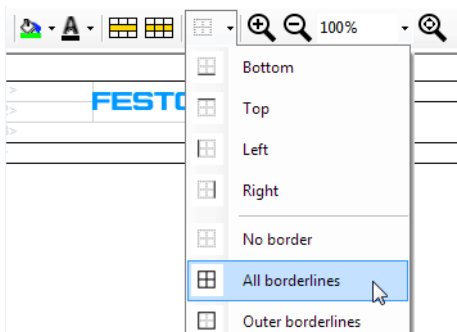 100%
Bottom
FESTO
Top
Left
Right
No border
All borderlines
Outer borderlines